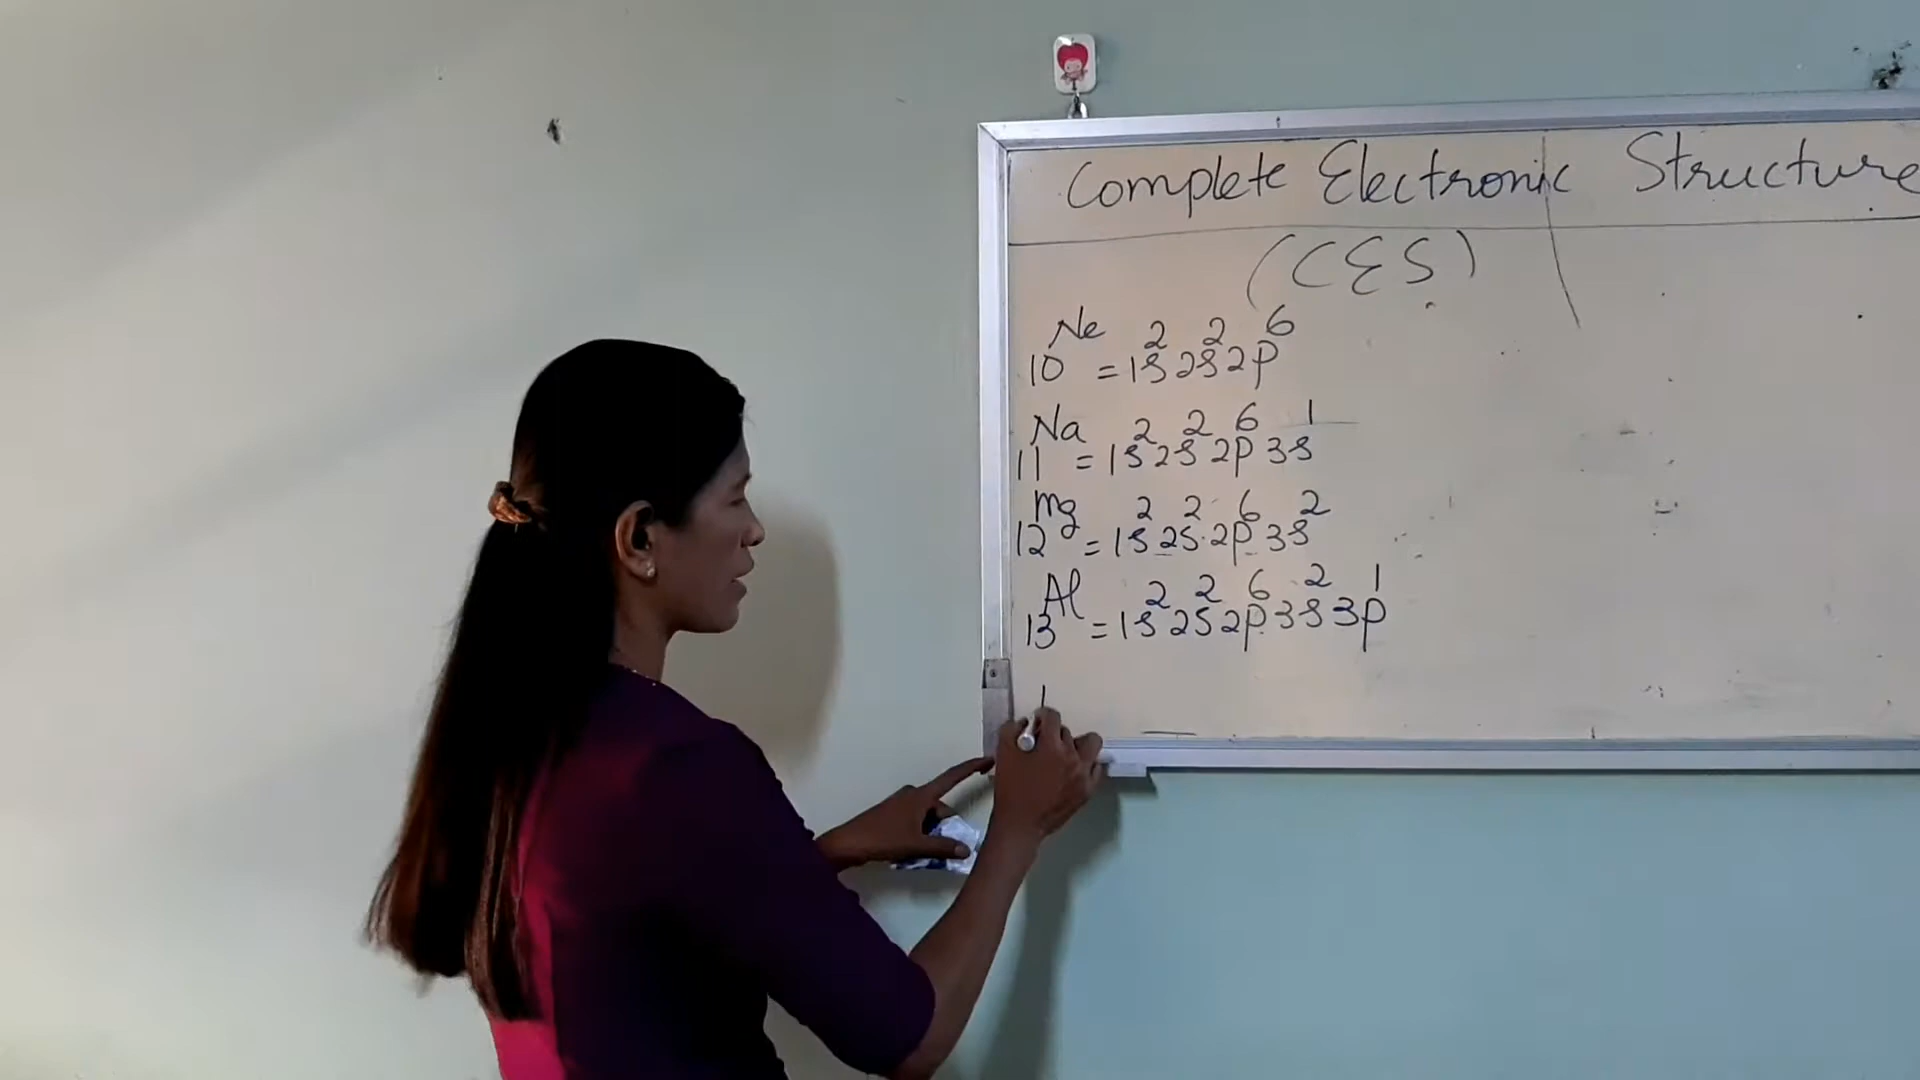 Complete Electronic Structure
(CES)
Ne
10 = 1s² 2s² 2p⁶
Na
11 = 1s² 2s² 2p⁶ 3s¹
Mg
12 = 1s² 2s² 2p⁶ 3s²
Al
13 = 1s² 2s² 2p⁶ 3s² 3p¹
1